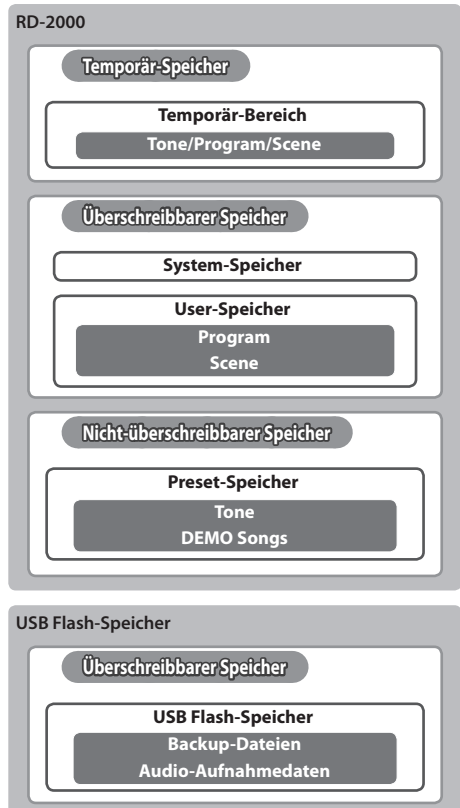 RD-2000
Temporär-Speicher
Temporär-Bereich
Tone/Program/Scene
Überschreibbarer Speicher
System-Speicher
User-Speicher
Program
Scene
Nicht-überschreibbarer Speicher
Preset-Speicher
Tone
DEMO Songs
USB Flash-Speicher
Überschreibbarer Speicher
USB Flash-Speicher
Backup-Dateien
Audio-Aufnahmedaten